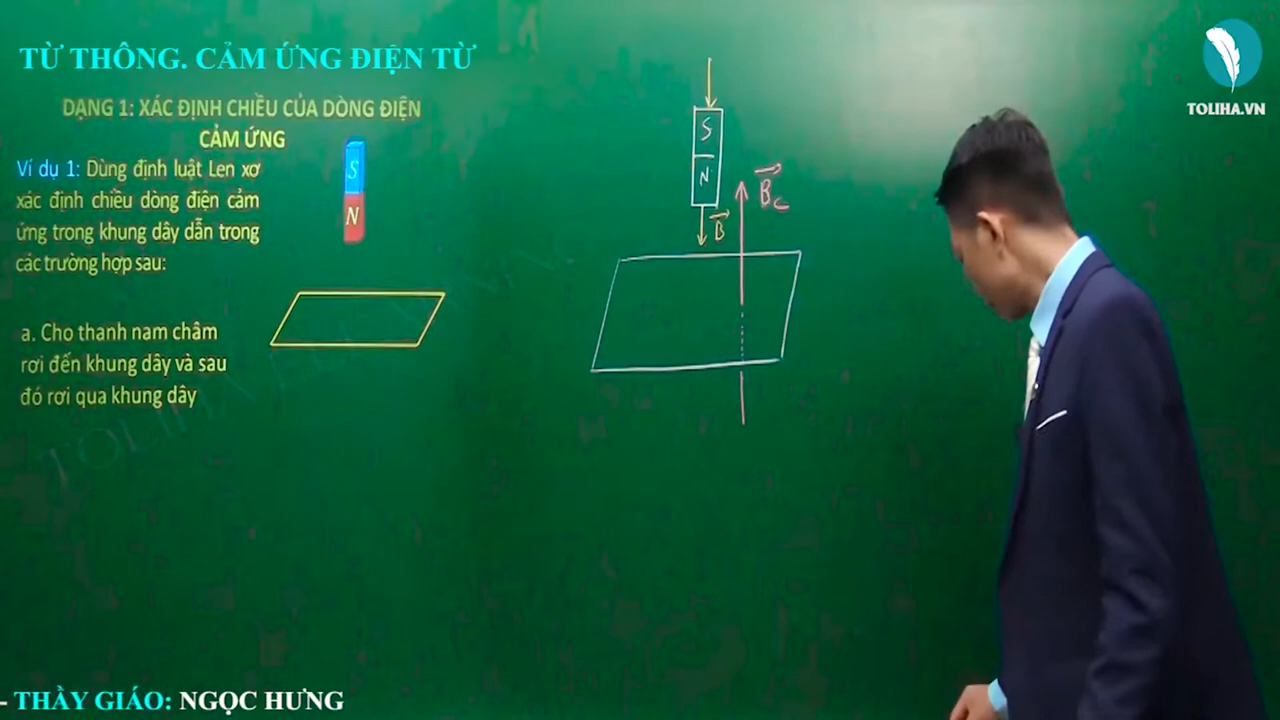 TỪ THÔNG. CẢM ỨNG ĐIỆN TỪ
TOLIHA.VN
DẠNG 1: XÁC ĐỊNH CHIỀU CỦA DÒNG ĐIỆN
CẢM ỨNG
Ví dụ 1: Dùng định luật Len xơ
xác định chiều dòng điện cảm
ứng trong khung dây dẫn trong
các trường hợp sau:
S
N
a. Cho thanh nam châm
rơi đến khung dây và sau
đó rơi qua khung dây
S
N
B⃗
B⃗c
- THẦY GIÁO: NGỌC HƯNG